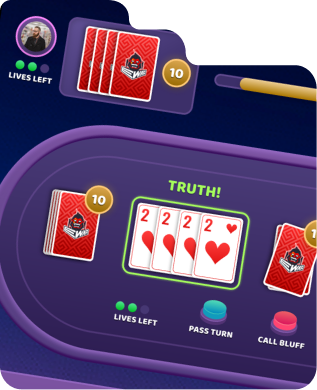 LIVES LEFT
10
10
TRUTH!
2 2 2 2
LIVES LEFT
PASS TURN
CALL BLUFF